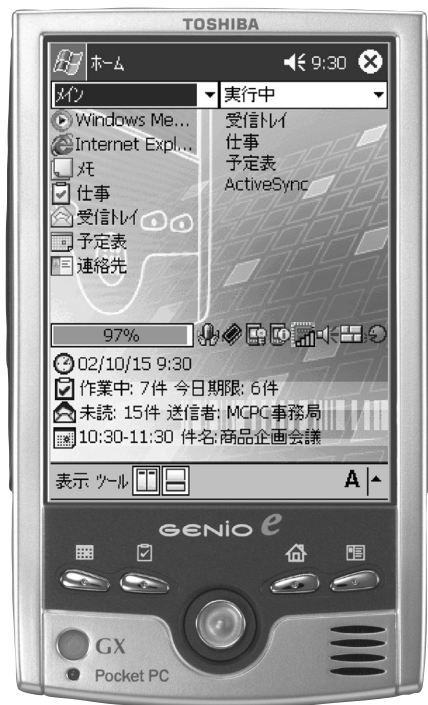 TOSHIBA
ホーム 9:30
メイン 実行中
Windows Me... 受信トレイ
Internet Expl... 仕事
メモ 予定表
仕事 ActiveSync
受信トレイ
予定表
連絡先
97%
02/10/15 9:30
作業中: 7件 今日期限: 6件
未読: 15件 送信者: MCPC事務局
10:30-11:30 件名:商品企画会議
表示 ツール A
GENiO e
GX
Pocket PC